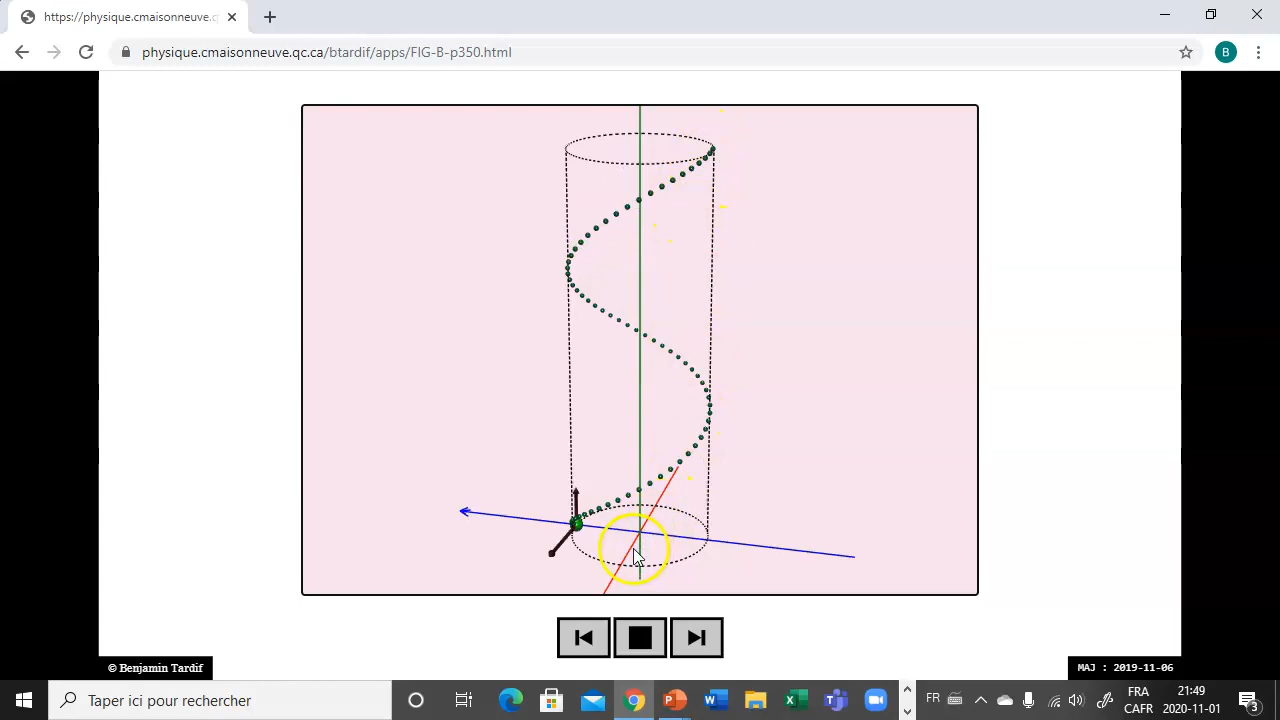 https://physique.cmaisonneuve.q
physique.cmaisonneuve.qc.ca/btardif/apps/FIG-B-p350.html
B
© Benjamin Tardif
MAJ : 2019-11-06
Taper ici pour rechercher
FR
FRA
CAFR
21:49
2020-11-01
3